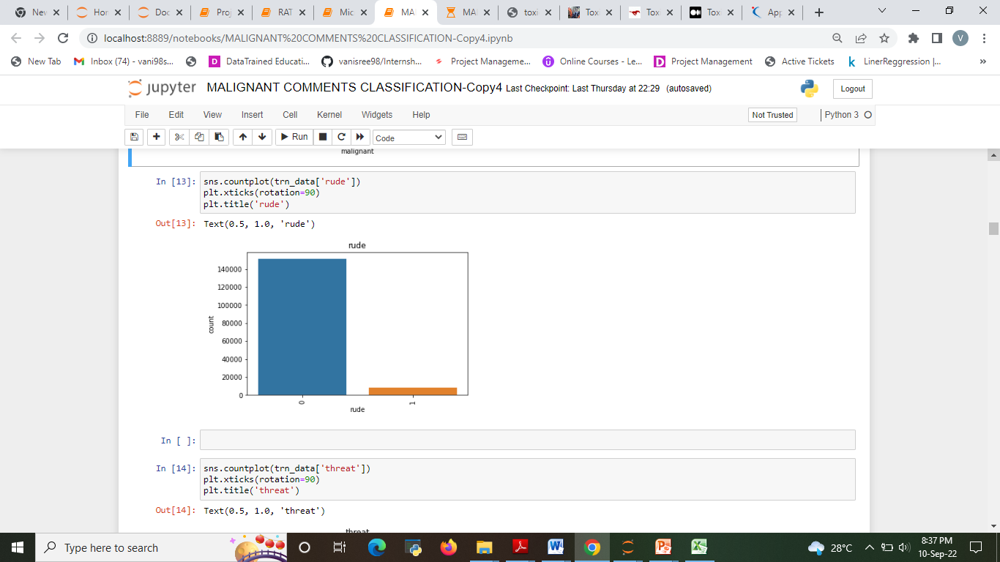 New
Hor
Doc
Proj
RAT
Mic
MAI
MAI
toxi
Tox
Tox
Tox
App
localhost:8889/notebooks/MALIGNANT%20COMMENTS%20CLASSIFICATION-Copy4.ipynb
V
New Tab
Inbox (74) - vani98s...
DataTrained Educati...
vanisree98/Internsh...
Project Manageme...
Online Courses - Le...
Project Management
Active Tickets
LinerReggression |...
»
jupyter MALIGNANT COMMENTS CLASSIFICATION-Copy4 Last Checkpoint: Last Thursday at 22:29 (autosaved)
Logout
File Edit View Insert Cell Kernel Widgets Help
Not Trusted
Python 3
Run
Code
malignant
In [13]: sns.countplot(trn_data['rude'])
plt.xticks(rotation=90)
plt.title('rude')
Out[13]: Text(0.5, 1.0, 'rude')
rude
140000
120000
100000
80000
60000
40000
20000
0
count
0
1
rude
In [ ]:
In [14]: sns.countplot(trn_data['threat'])
plt.xticks(rotation=90)
plt.title('threat')
Out[14]: Text(0.5, 1.0, 'threat')
threat
Type here to search
28°C
8:37 PM
10-Sep-22